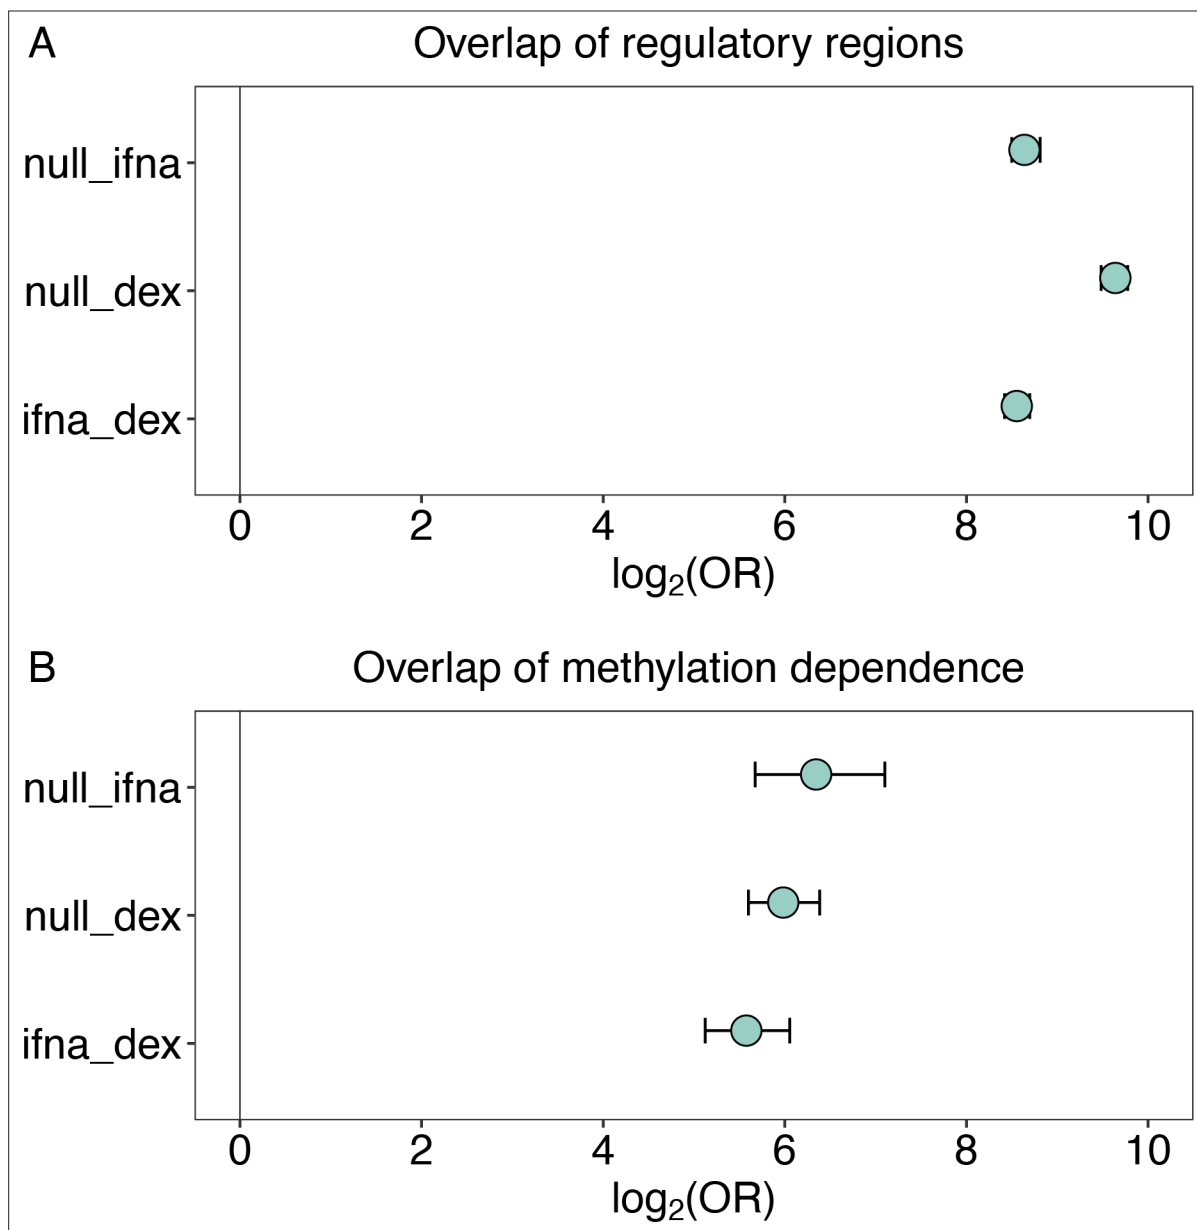 A
Overlap of regulatory regions
null_ifna
null_dex
ifna_dex
0 2 4 6 8 10
log₂(OR)
B
Overlap of methylation dependence
null_ifna
null_dex
ifna_dex
0 2 4 6 8 10
log₂(OR)